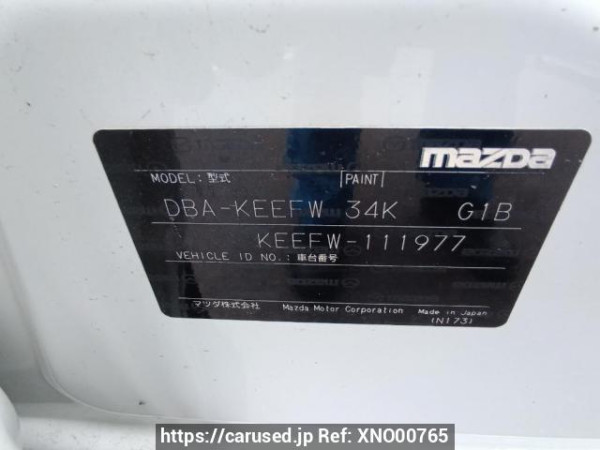 mazda
MODEL: 型式 PAINT
DBA-KEEFW 34K G1B
KEEFW-111977
VEHICLE ID NO.: 車台番号
マツダ株式会社 Mazda Motor Corporation Made in Japan
(N173)
https://carused.jp Ref: XNO00765